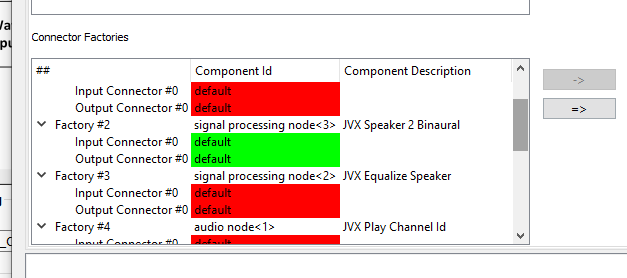 Connector Factories
## Component Id Component Description
Input Connector #0 default
Output Connector #0 default
Factory #2 signal processing node<3> JVX Speaker 2 Binaural
Input Connector #0 default
Output Connector #0 default
Factory #3 signal processing node<2> JVX Equalize Speaker
Input Connector #0 default
Output Connector #0 default
Factory #4 audio node<1> JVX Play Channel Id
Input Connector #0 default
->
=>